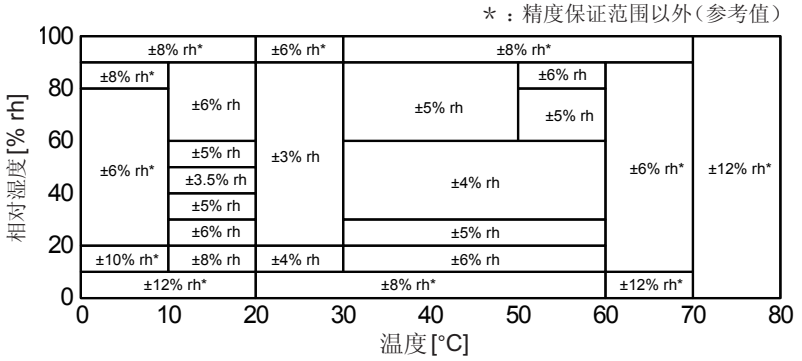 * ：精度保证范围以外（参考值）
100
±8% rh*
±6% rh*
±8% rh*
±8% rh*
±6% rh
80
±6% rh
±5% rh
±5% rh
60
±5% rh
±3% rh
±6% rh*
±6% rh*
±12% rh*
±3.5% rh
±4% rh
40
±5% rh
±6% rh
±5% rh
20
±10% rh*
±8% rh
±4% rh
±6% rh
±12% rh*
±8% rh*
±12% rh*
0
0 10 20 30 40 50 60 70 80
相对湿度[% rh]
温度[°C]